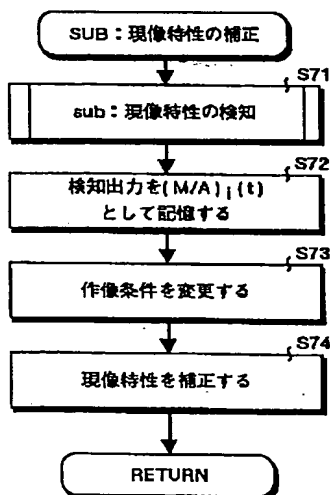 SUB：現像特性の補正
S71
sub：現像特性の検知
S72
検知出力を(M/A)i(t)
として記憶する
S73
作像条件を変更する
S74
現像特性を補正する
RETURN